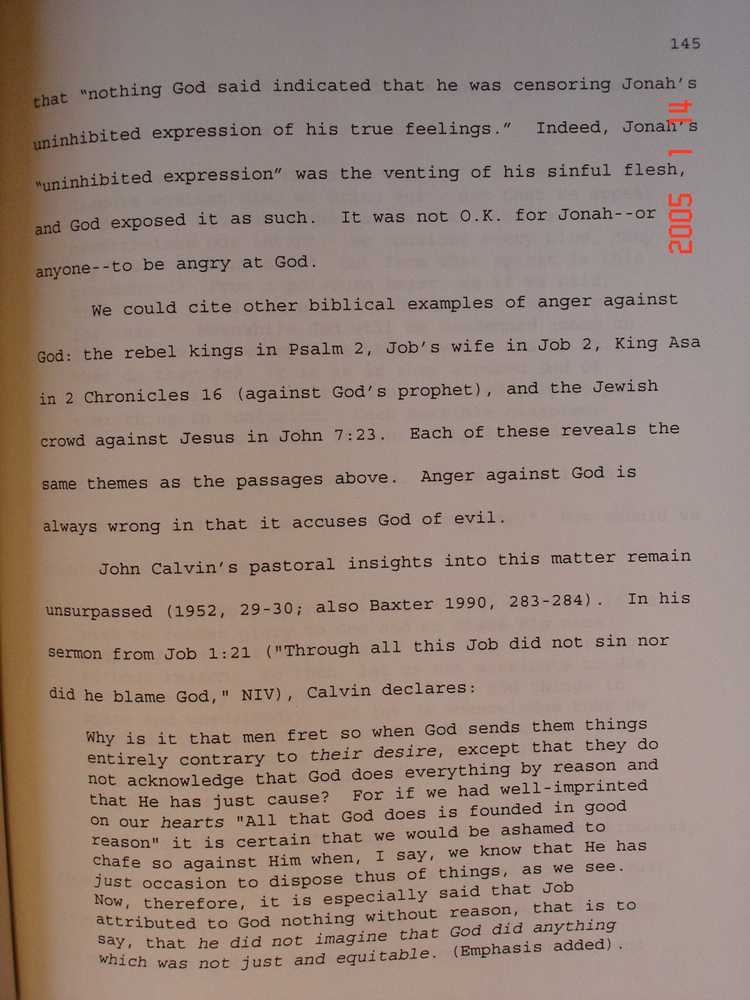 145
that “nothing God said indicated that he was censoring Jonah’s
uninhibited expression of his true feelings.”  Indeed, Jonah’s
“uninhibited expression” was the venting of his sinful flesh,
and God exposed it as such.  It was not O.K. for Jonah--or
anyone--to be angry at God.
We could cite other biblical examples of anger against
God: the rebel kings in Psalm 2, Job’s wife in Job 2, King Asa
in 2 Chronicles 16 (against God’s prophet), and the Jewish
crowd against Jesus in John 7:23.  Each of these reveals the
same themes as the passages above.  Anger against God is
always wrong in that it accuses God of evil.
John Calvin’s pastoral insights into this matter remain
unsurpassed (1952, 29-30; also Baxter 1990, 283-284).  In his
sermon from Job 1:21 ("Through all this Job did not sin nor
did he blame God," NIV), Calvin declares:
Why is it that men fret so when God sends them things
entirely contrary to their desire, except that they do
not acknowledge that God does everything by reason and
that He has just cause?  For if we had well-imprinted
on our hearts "All that God does is founded in good
reason" it is certain that we would be ashamed to
chafe so against Him when, I say, we know that He has
just occasion to dispose thus of things, as we see.
Now, therefore, it is especially said that Job
attributed to God nothing without reason, that is to
say, that he did not imagine that God did anything
which was not just and equitable. (Emphasis added).
2005 1 14